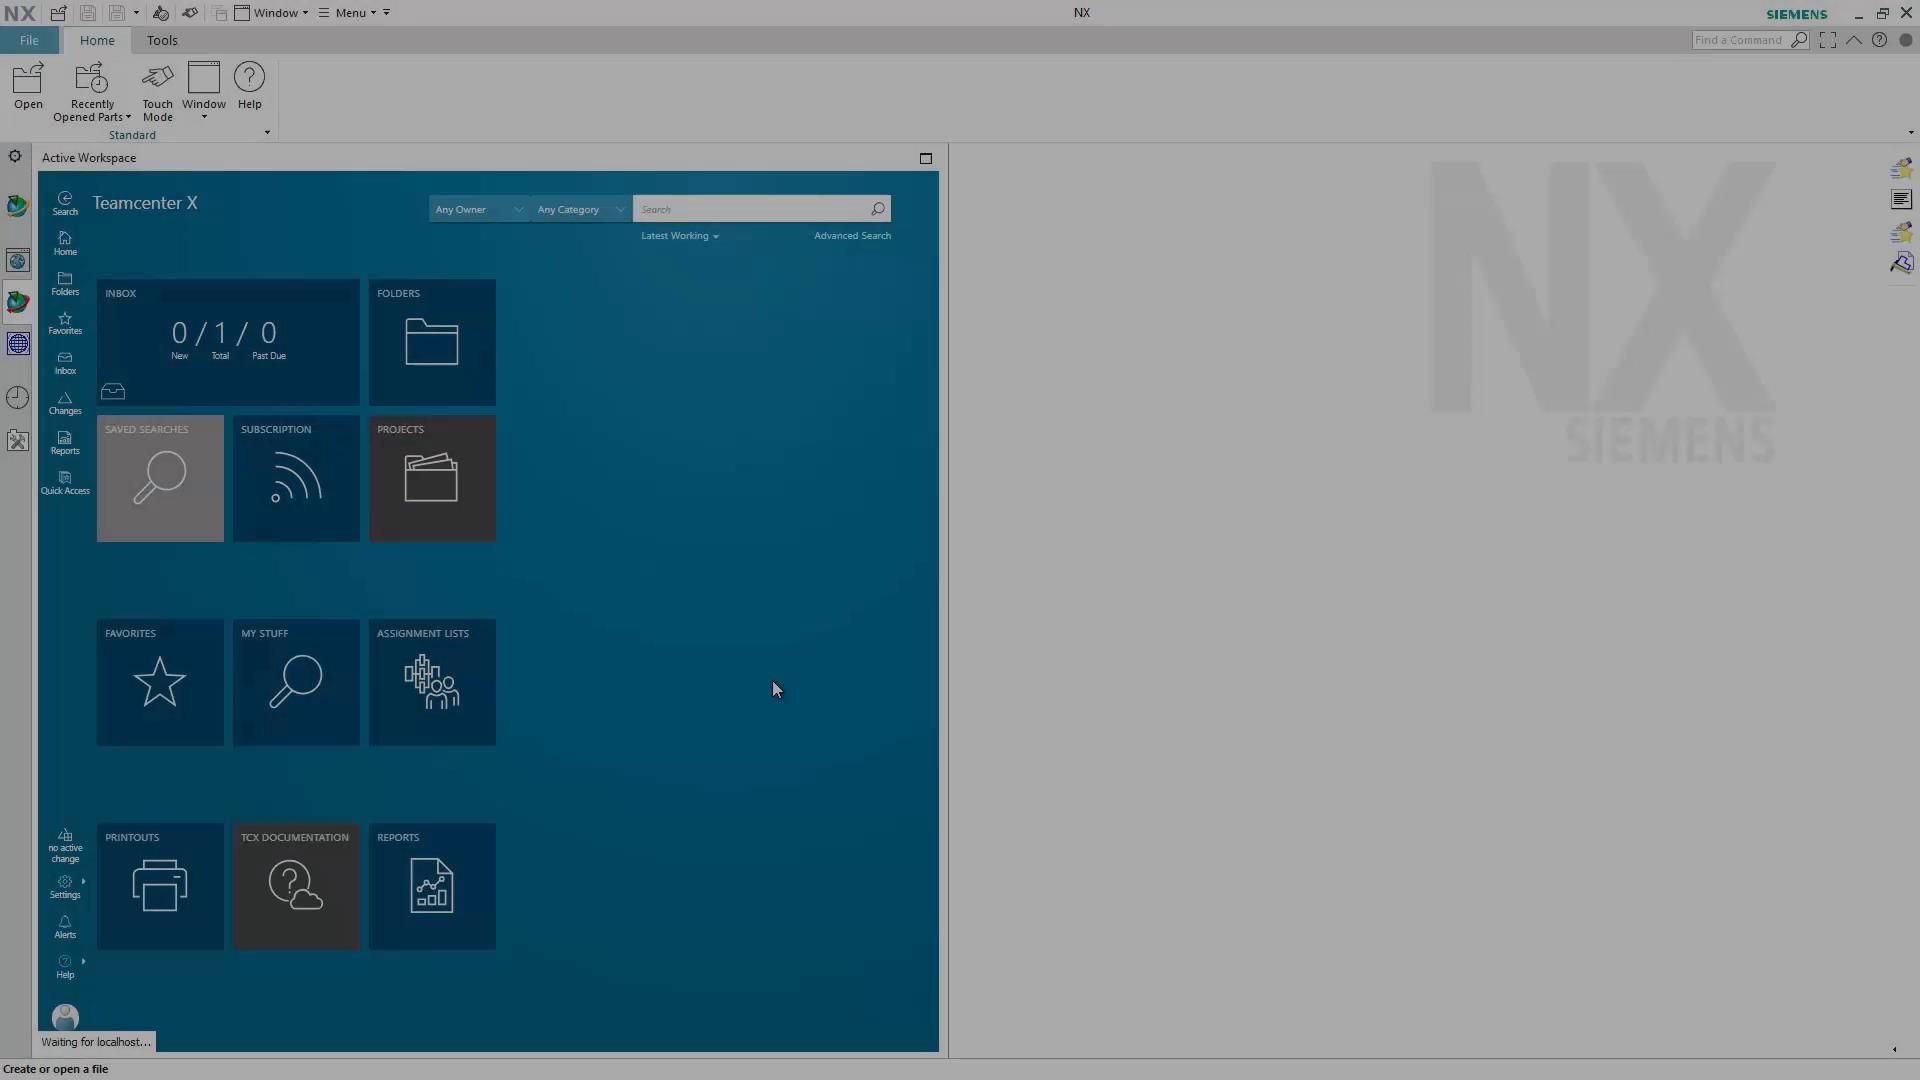 NX
Window
Menu
NX
SIEMENS
File
Home
Tools
Find a Command
Open
Recently
Opened Parts
Touch
Mode
Window
Help
Standard
Active Workspace
Search
Teamcenter X
Any Owner
Any Category
Search
Latest Working
Advanced Search
Home
Folders
Favorites
Inbox
Changes
Reports
Quick Access
INBOX
0 / 1 / 0
New
Total
Past Due
FOLDERS
SAVED SEARCHES
SUBSCRIPTION
PROJECTS
FAVORITES
MY STUFF
ASSIGNMENT LISTS
PRINTOUTS
TCX DOCUMENTATION
REPORTS
no active
change
Settings
Alerts
Help
Waiting for localhost...
NX
SIEMENS
Create or open a file